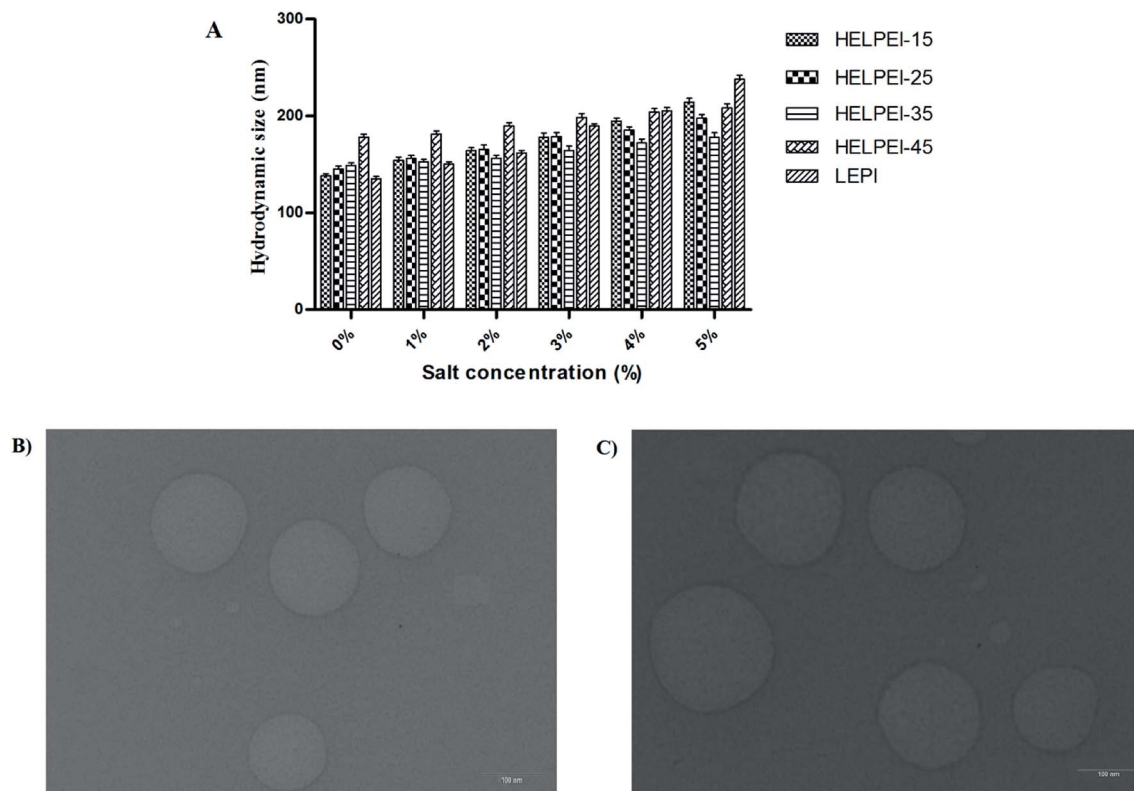 A
300
200
100
0
Hydrodynamic size (nm)
0%
1%
2%
3%
4%
5%
Salt concentration (%)
HELPEI-15
HELPEI-25
HELPEI-35
HELPEI-45
LEPI
B)
100 nm
C)
100 nm